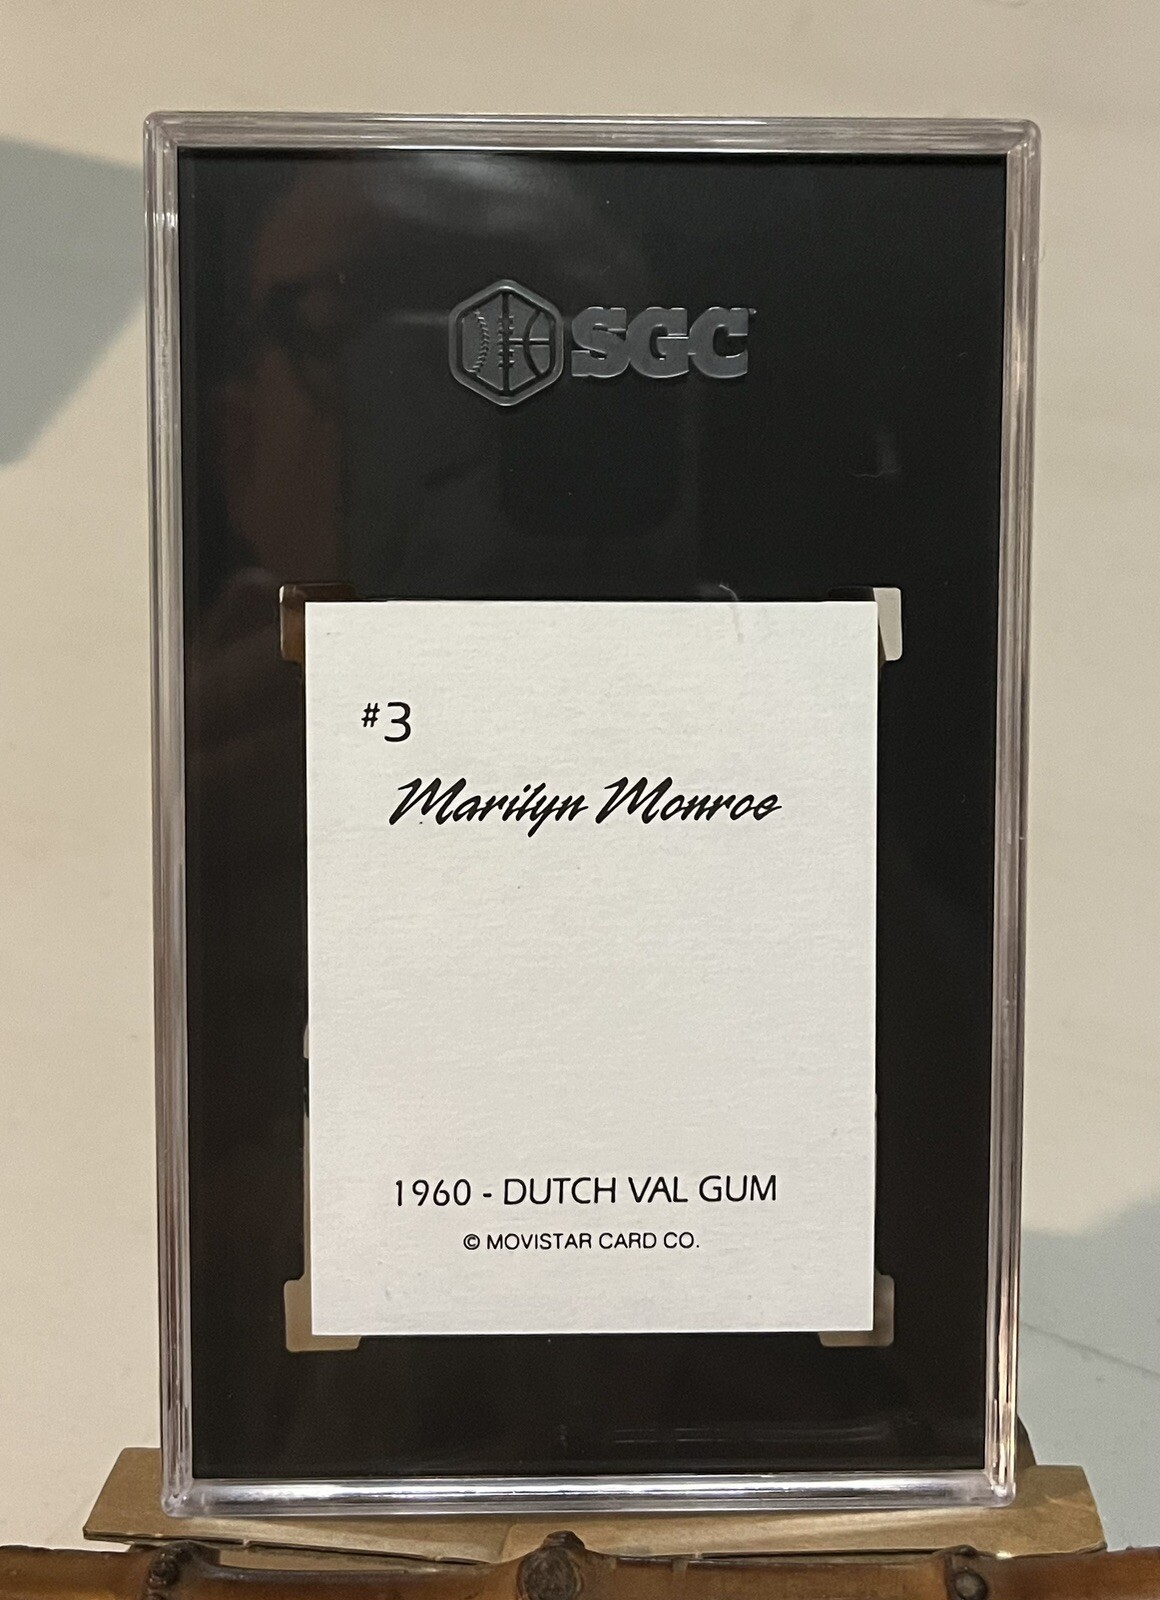 SGC
#3
Marilyn Monroe
1960 - DUTCH VAL GUM
© MOVISTAR CARD CO.